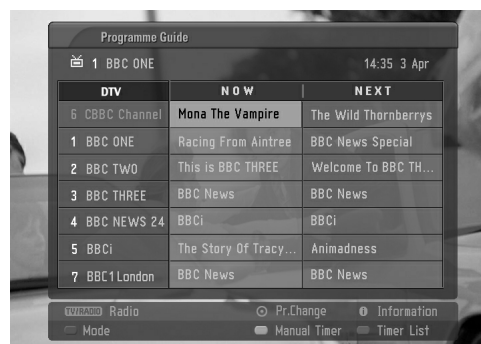 Programme Guide
1 BBC ONE 14:35 3 Apr
DTV NOW NEXT
6 CBBC Channel Mona The Vampire The Wild Thornberrys
1 BBC ONE Racing From Aintree BBC News Special
2 BBC TWO This is BBC THREE Welcome To BBC TH...
3 BBC THREE BBC News BBC News
4 BBC NEWS 24 BBCi BBCi
5 BBCi The Story Of Tracy... Animadness
7 BBC1 London BBC News BBC News
TV/RADIO Radio Pr.Change i Information
Mode Manual Timer Timer List